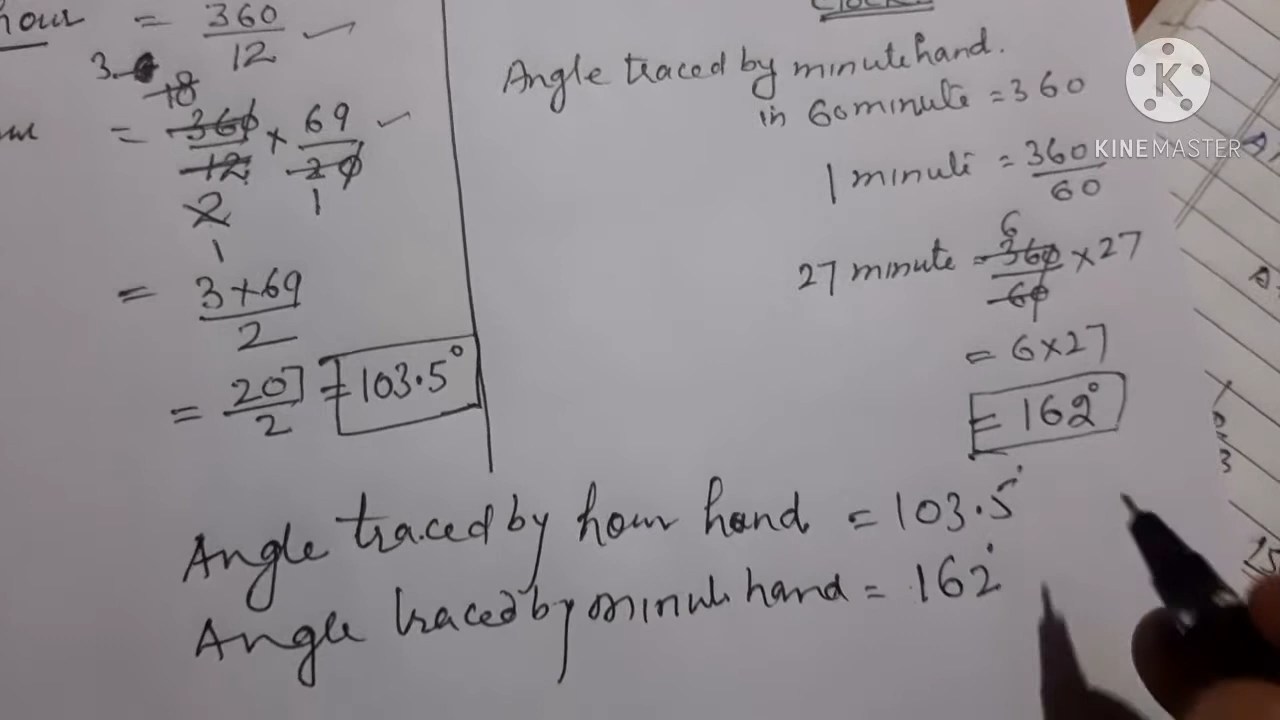 hour = 360/12
3
18
= 360/12 × 69/20
2 1
1
= 3×69/2
= 207/2 = 103.5°
Clock
Angle traced by minute hand.
in 60 minute = 360
1 minute = 360/60
6
27 minute = 360/60 × 27
1
= 6×27
= 162°
Angle traced by hour hand = 103.5°
Angle traced by minute hand = 162°
K
KINEMASTER